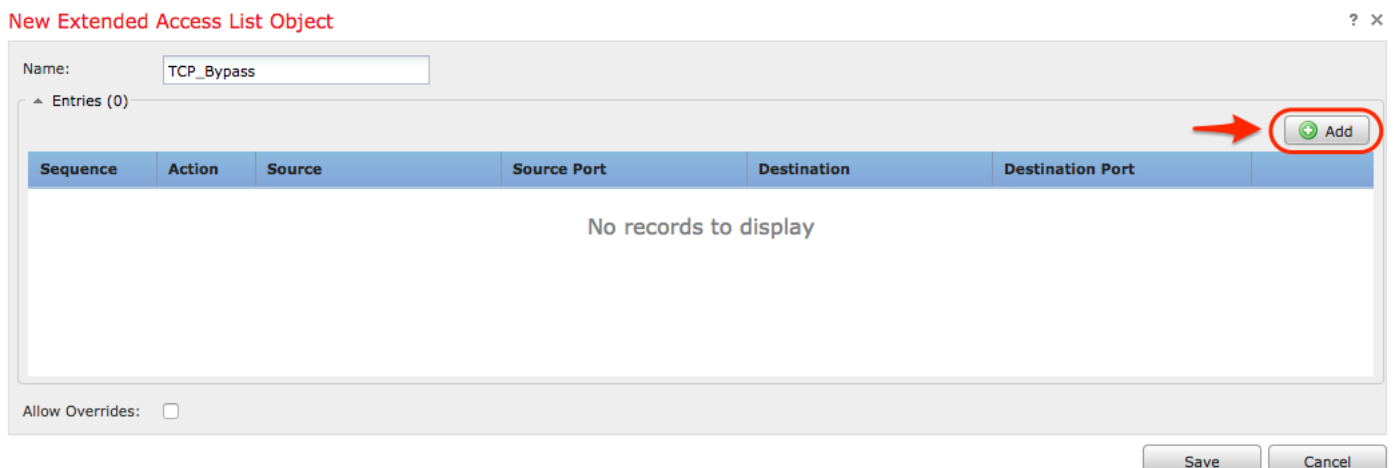 New Extended Access List Object ? ×
Name: TCP_Bypass
Entries (0)
Add
Sequence Action Source Source Port Destination Destination Port
No records to display
Allow Overrides:
Save Cancel